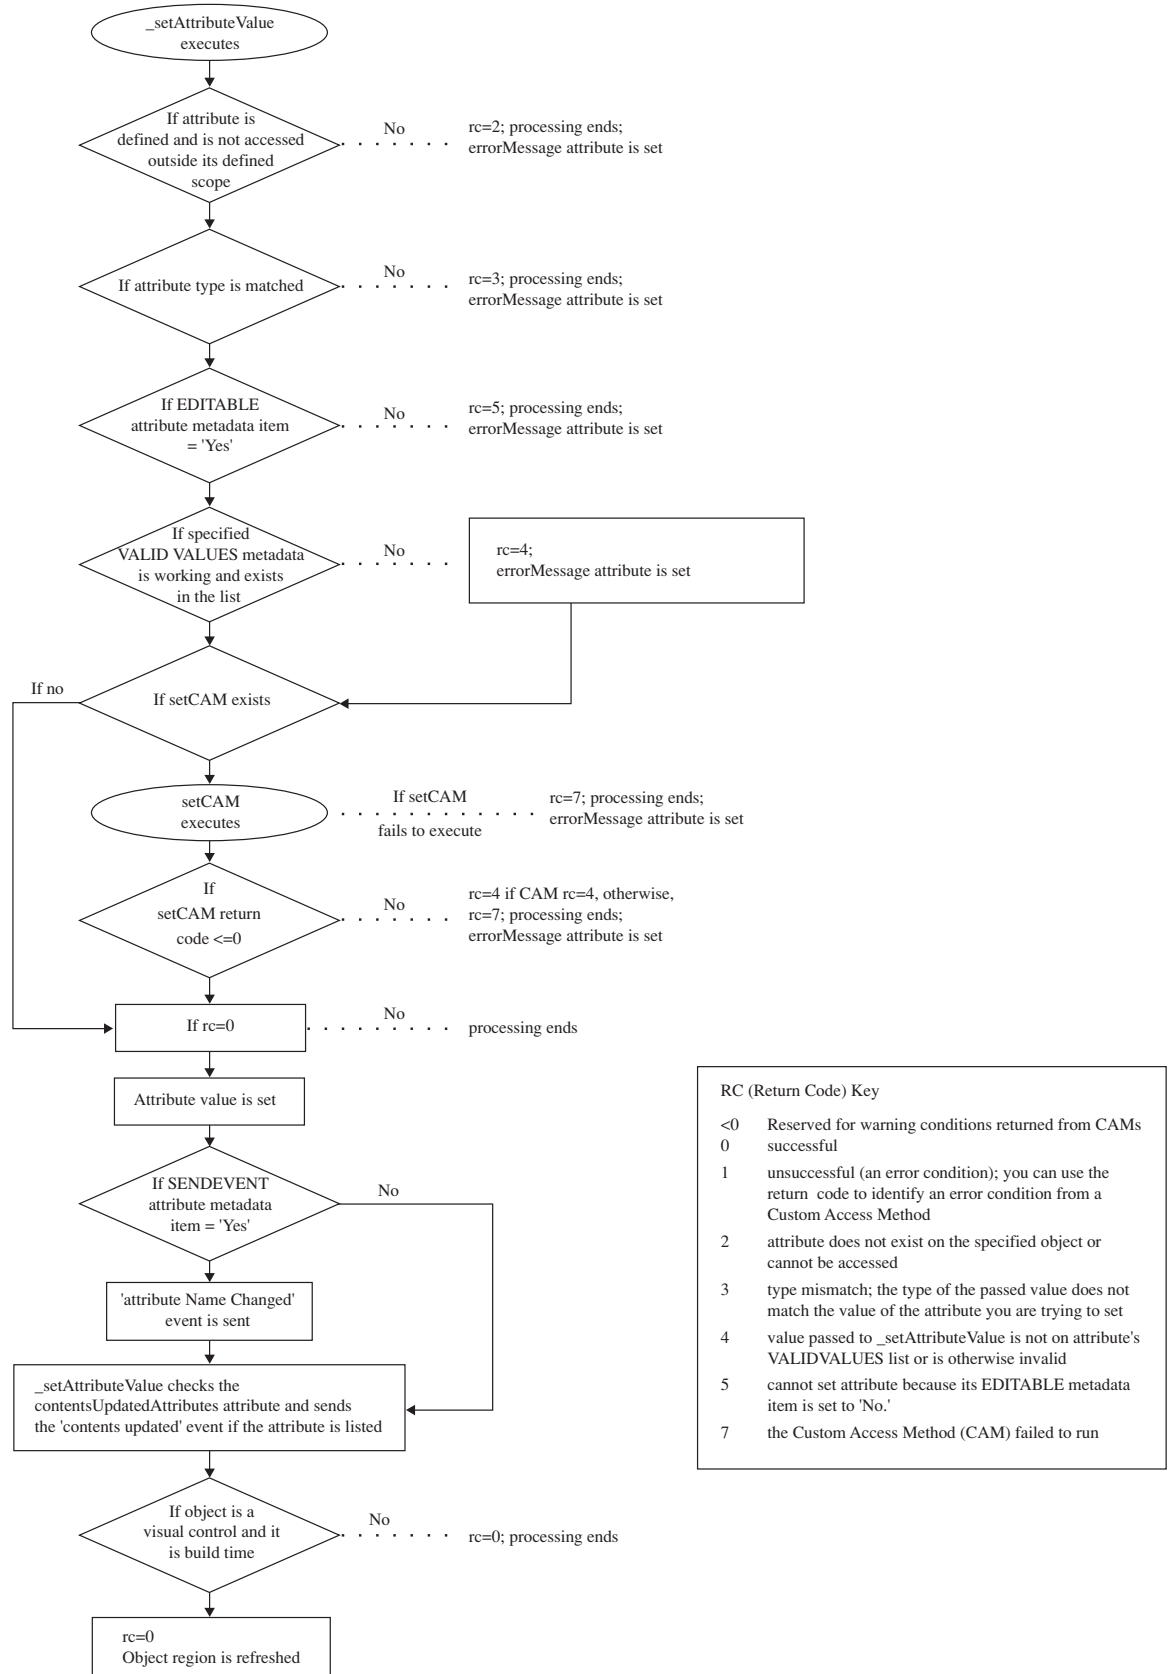 _setAttributeValue
executes
If attribute is
defined and is not accessed
outside its defined
scope
No
rc=2; processing ends;
errorMessage attribute is set
If attribute type is matched
No
rc=3; processing ends;
errorMessage attribute is set
If EDITABLE
attribute metadata item
= 'Yes'
No
rc=5; processing ends;
errorMessage attribute is set
If specified
VALID VALUES metadata
is working and exists
in the list
No
rc=4;
errorMessage attribute is set
If no
If setCAM exists
setCAM
executes
If setCAM
fails to execute
rc=7; processing ends;
errorMessage attribute is set
If
setCAM return
code <=0
No
rc=4 if CAM rc=4, otherwise,
rc=7; processing ends;
errorMessage attribute is set
If rc=0
No
processing ends
Attribute value is set
If SENDEVENT
attribute metadata
item = 'Yes'
No
'attribute Name Changed'
event is sent
_setAttributeValue checks the
contentsUpdatedAttributes attribute and sends
the 'contents updated' event if the attribute is listed
If object is a
visual control and it
is build time
No
rc=0; processing ends
rc=0
Object region is refreshed
RC (Return Code) Key
<0 Reserved for warning conditions returned from CAMs
0 successful
1 unsuccessful (an error condition); you can use the
return code to identify an error condition from a
Custom Access Method
2 attribute does not exist on the specified object or
cannot be accessed
3 type mismatch; the type of the passed value does not
match the value of the attribute you are trying to set
4 value passed to _setAttributeValue is not on attribute's
VALIDVALUES list or is otherwise invalid
5 cannot set attribute because its EDITABLE metadata
item is set to 'No.'
7 the Custom Access Method (CAM) failed to run